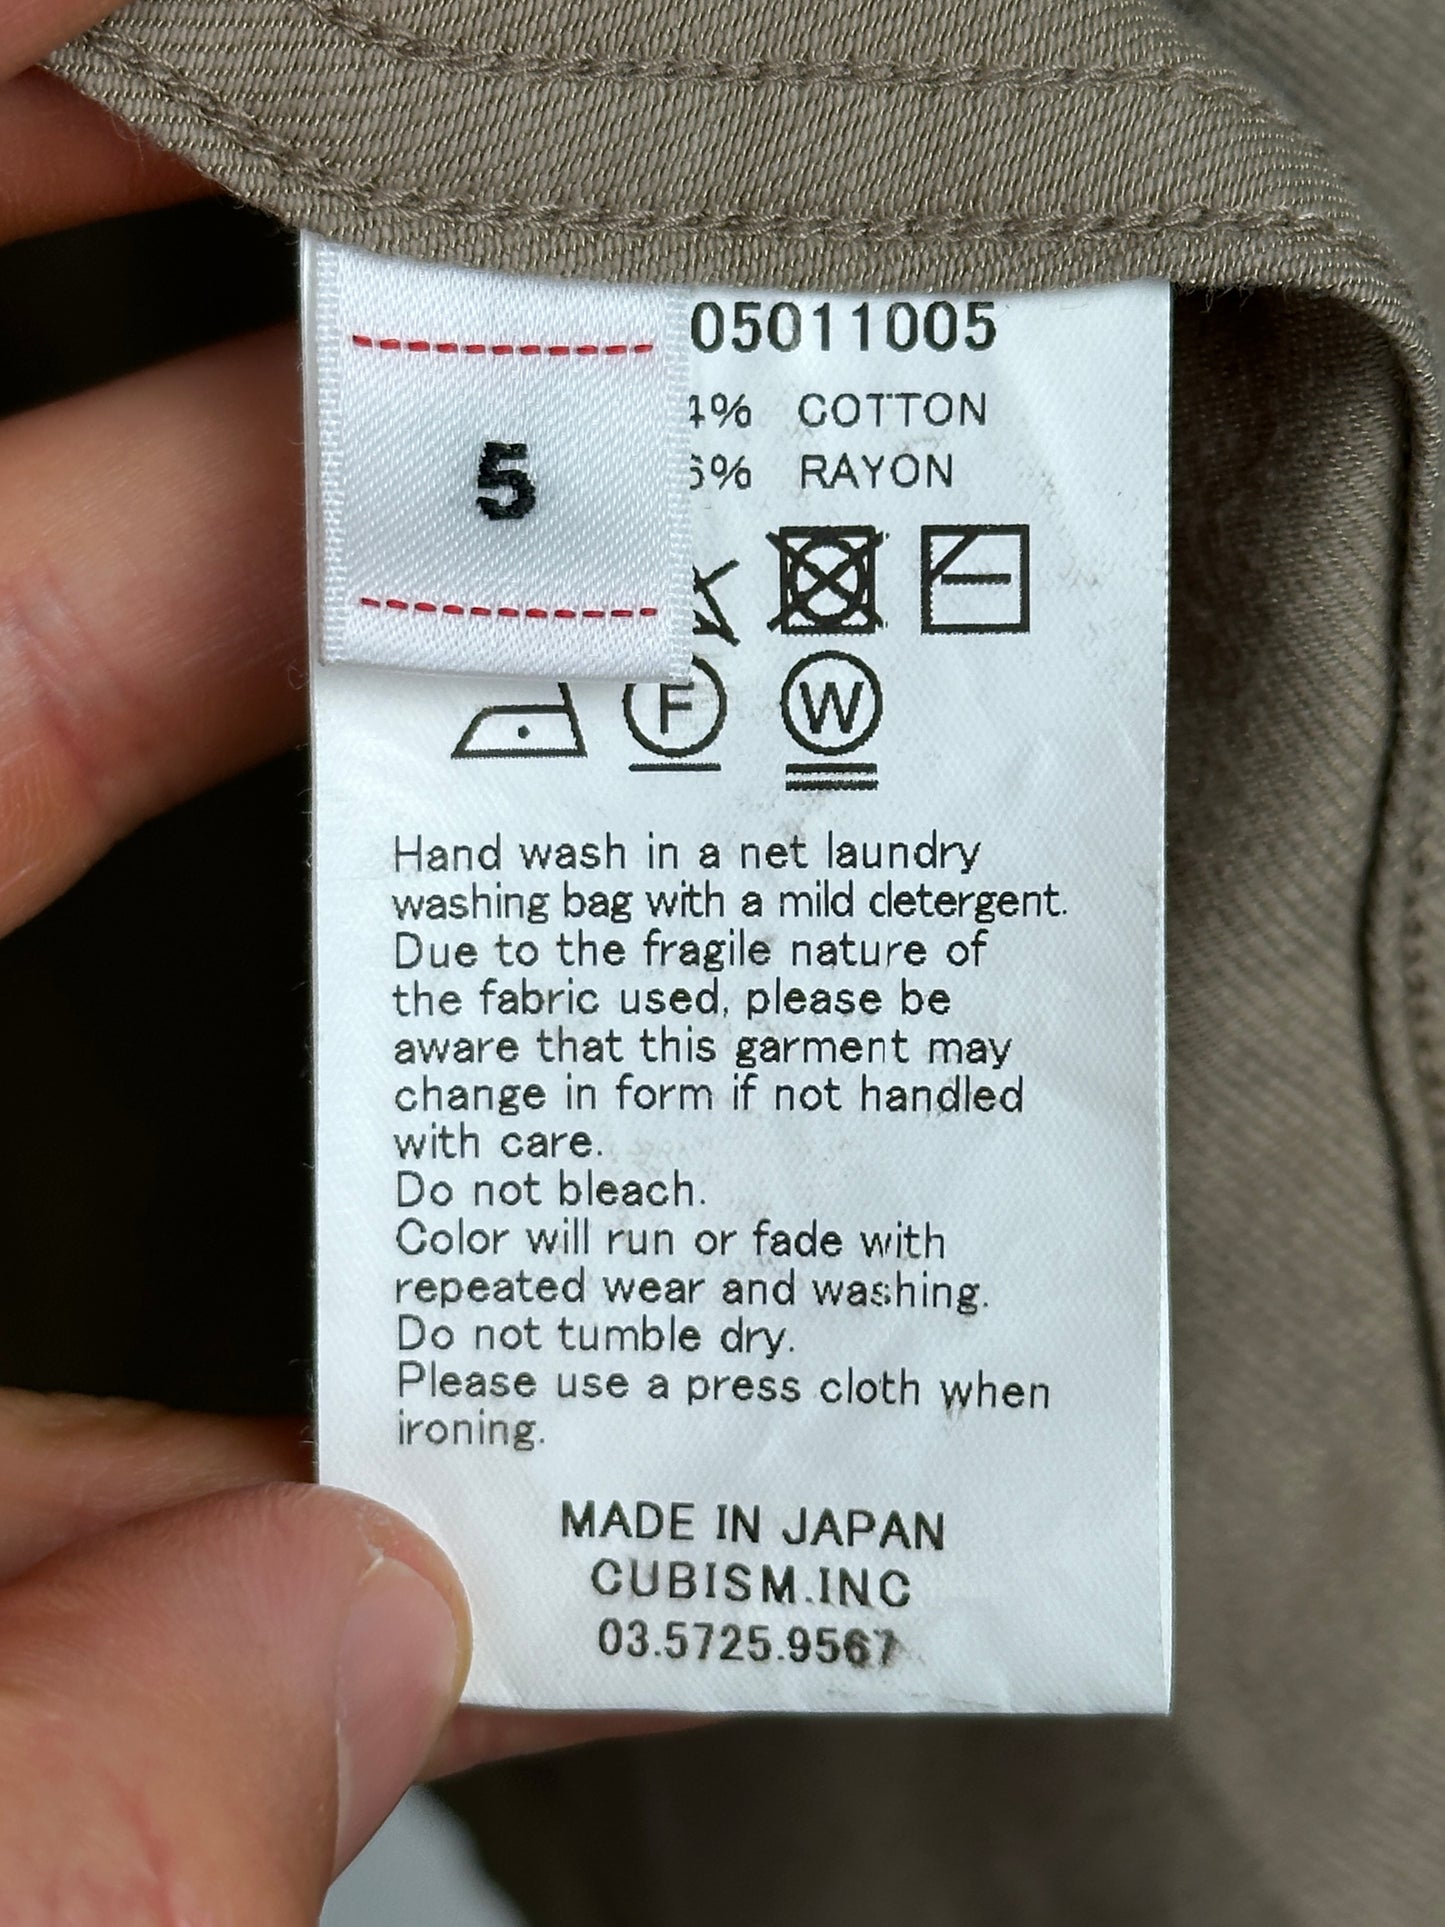 05011005
4% COTTON
6% RAYON
5
F
W
Hand wash in a net laundry
washing bag with a mild detergent.
Due to the fragile nature of
the fabric used, please be
aware that this garment may
change in form if not handled
with care.
Do not bleach.
Color will run or fade with
repeated wear and washing.
Do not tumble dry.
Please use a press cloth when
ironing.
MADE IN JAPAN
CUBISM.INC
03.5725.9567